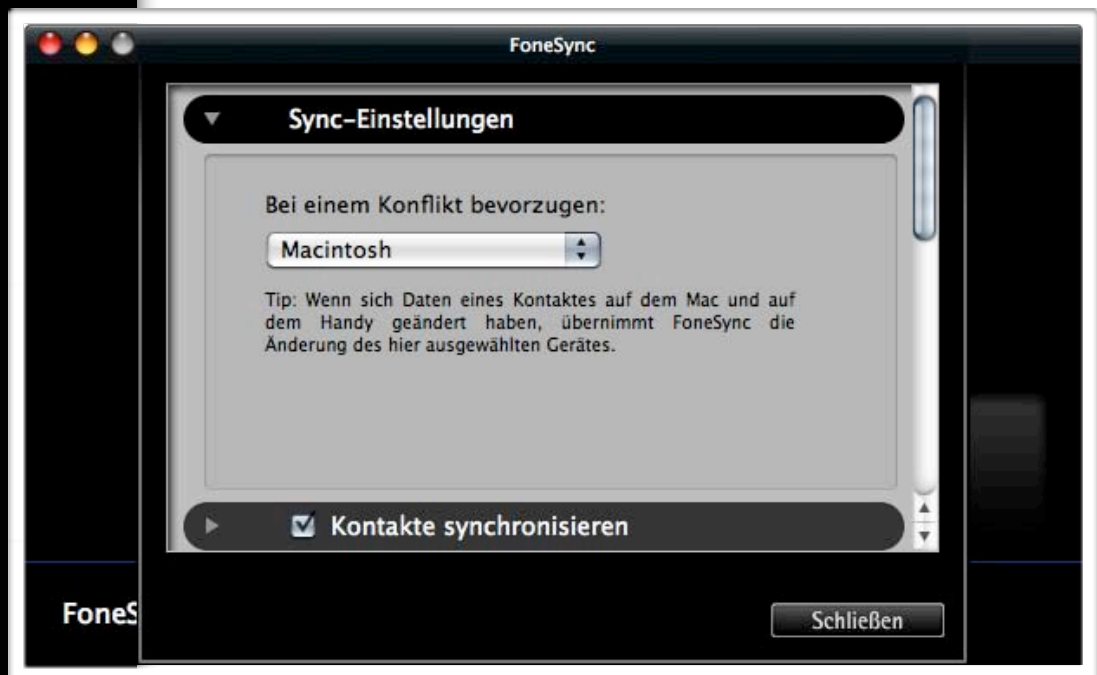 FoneSync
Sync-Einstellungen
Bei einem Konflikt bevorzugen:
Macintosh
Tip: Wenn sich Daten eines Kontaktes auf dem Mac und auf
dem Handy geändert haben, übernimmt FoneSync die
Änderung des hier ausgewählten Gerätes.
Kontakte synchronisieren
FoneS
Schließen